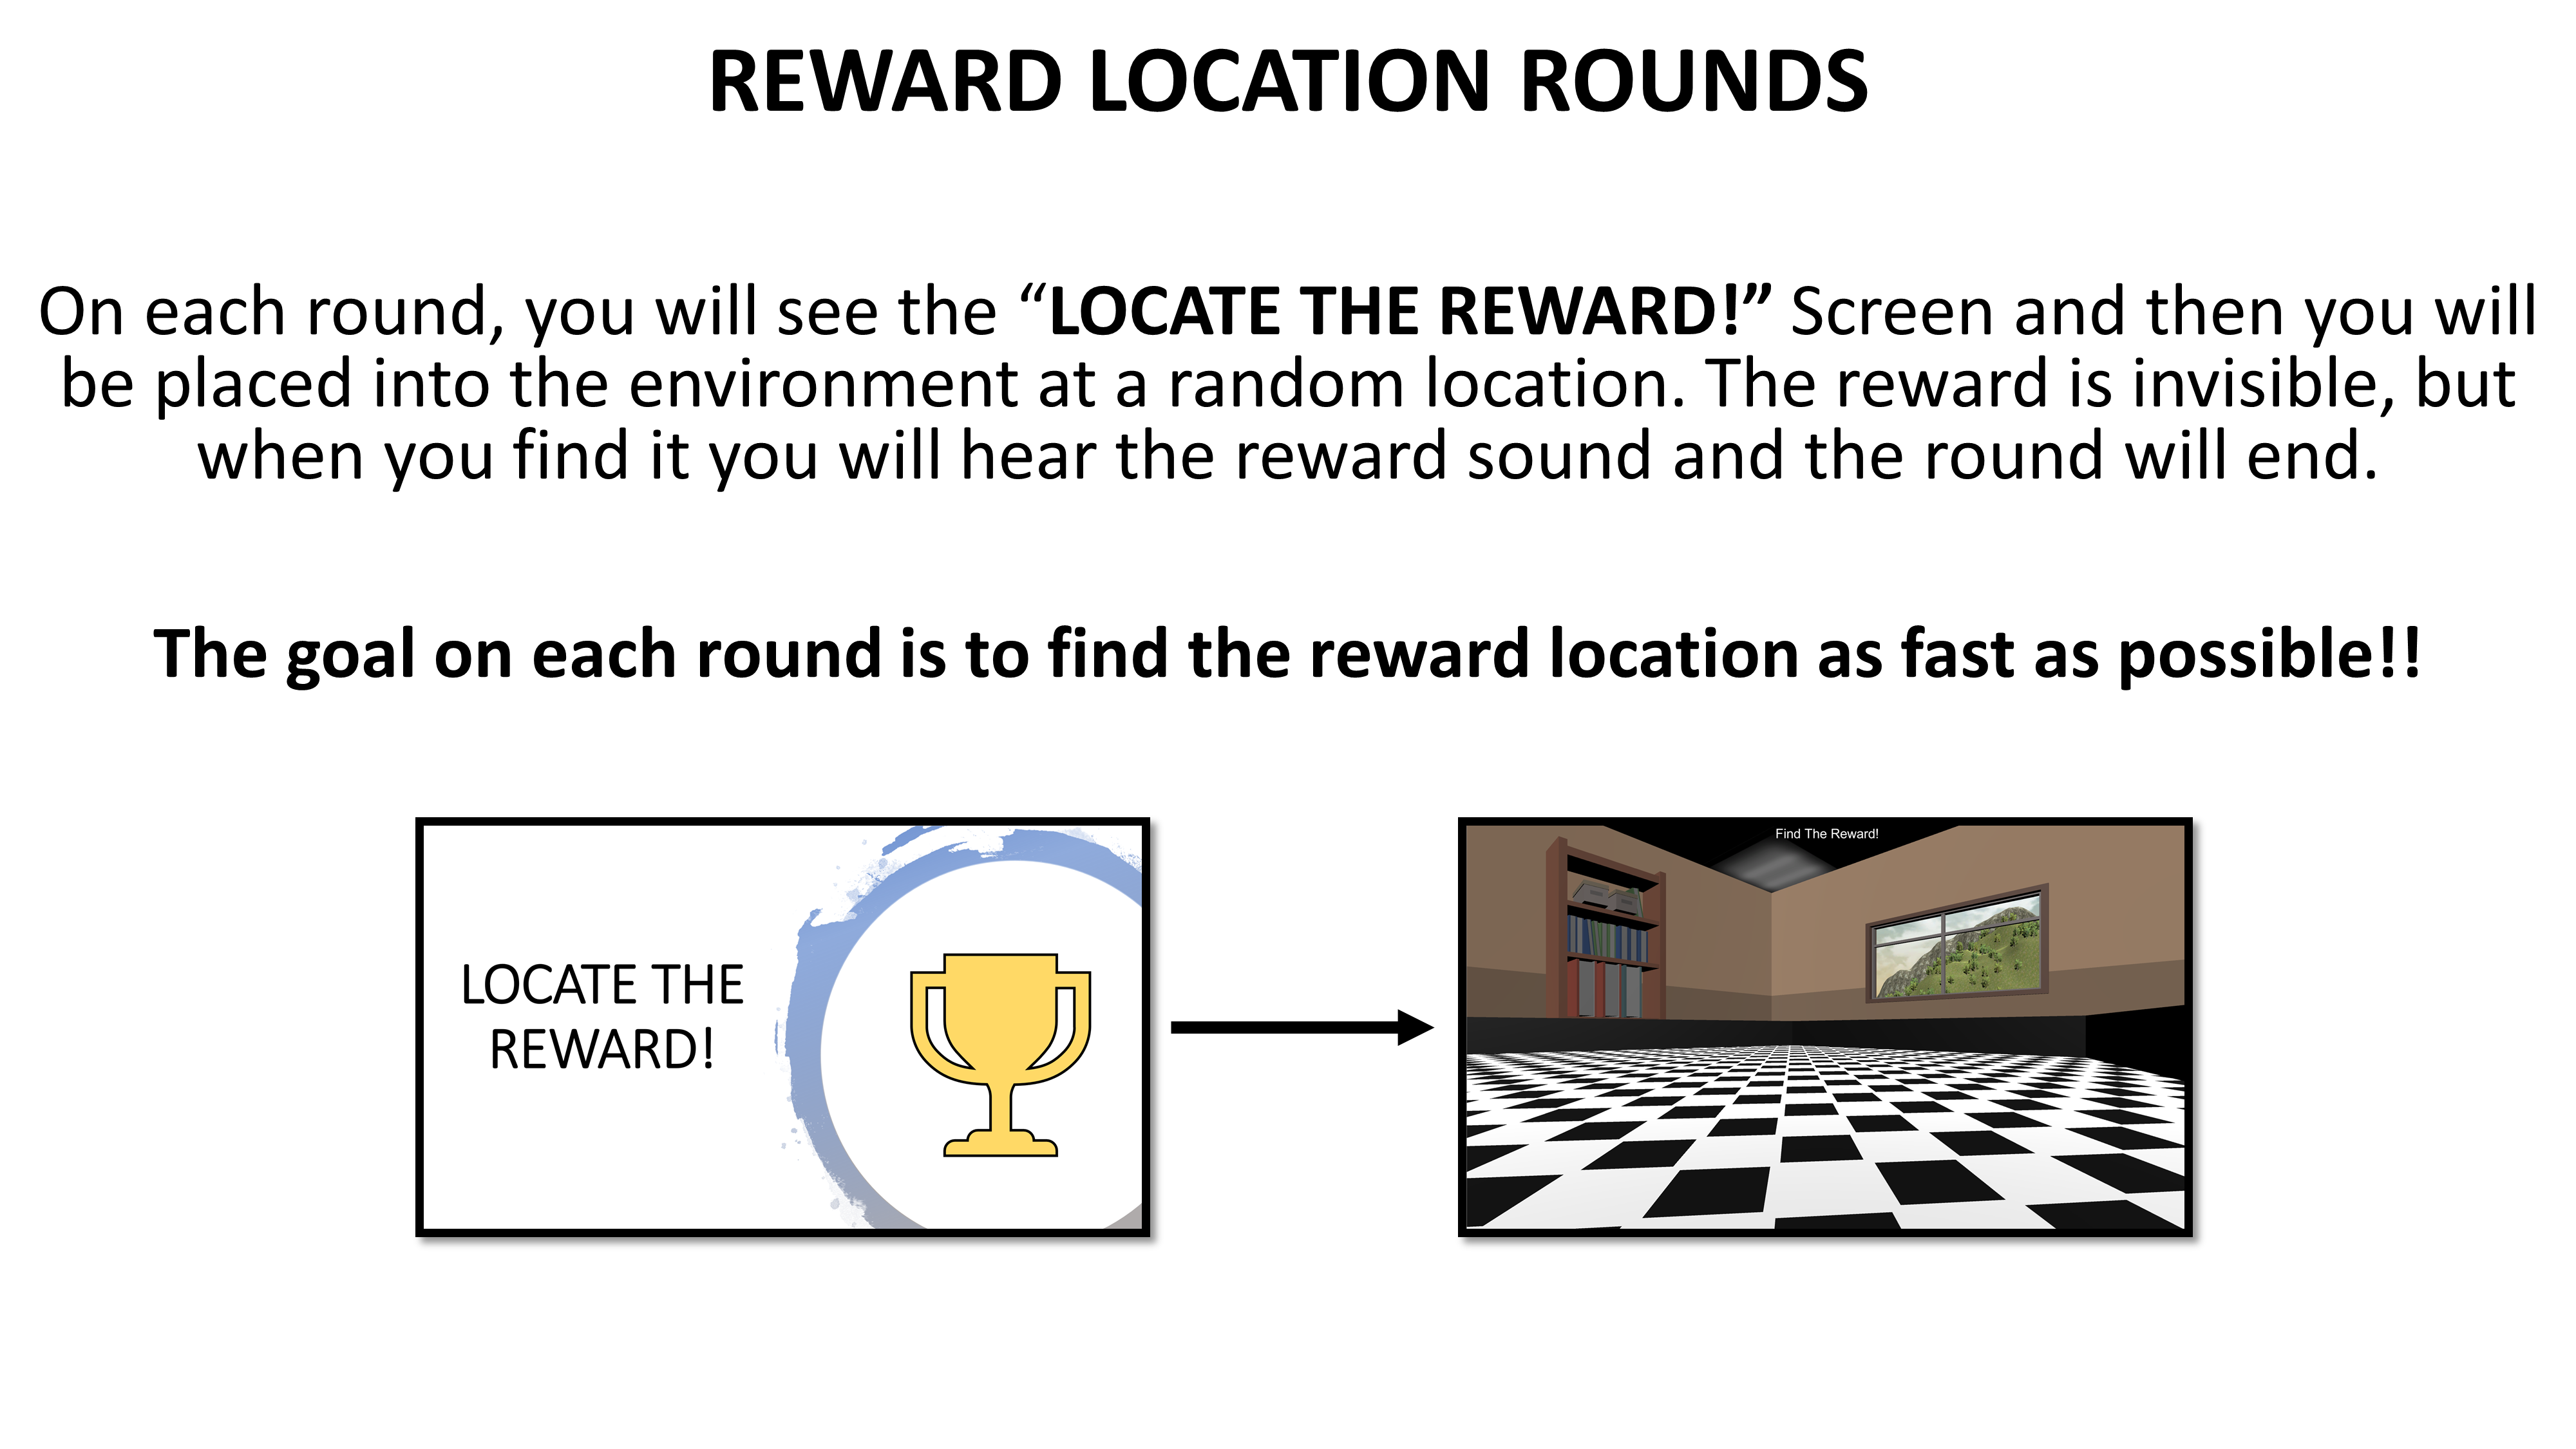 REWARD LOCATION ROUNDS
On each round, you will see the “LOCATE THE REWARD!” Screen and then you will
be placed into the environment at a random location. The reward is invisible, but
when you find it you will hear the reward sound and the round will end.
The goal on each round is to find the reward location as fast as possible!!
LOCATE THE
REWARD!
Find The Reward!